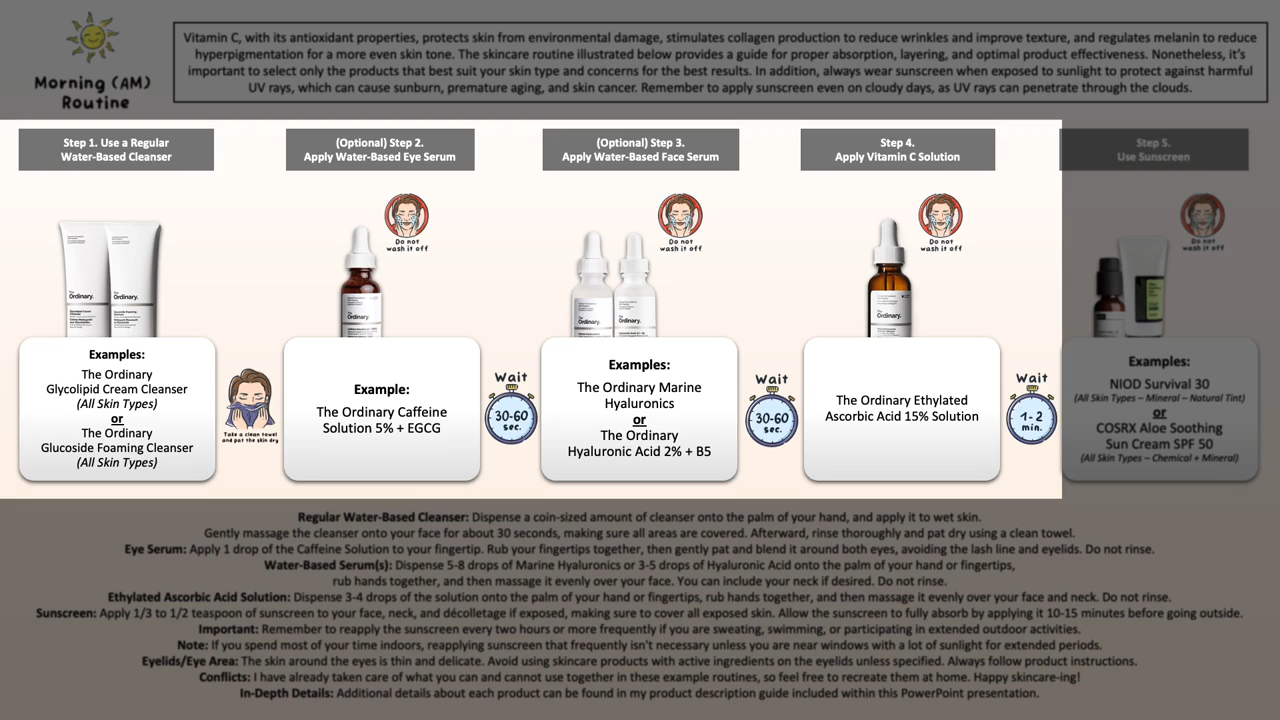 Morning (AM)
Routine
Vitamin C, with its antioxidant properties, protects skin from environmental damage, stimulates collagen production to reduce wrinkles and improve texture, and regulates melanin to reduce
hyperpigmentation for a more even skin tone. The skincare routine illustrated below provides a guide for proper absorption, layering, and optimal product effectiveness. Nonetheless, it's
important to select only the products that best suit your skin type and concerns for the best results. In addition, always wear sunscreen when exposed to sunlight to protect against harmful
UV rays, which can cause sunburn, premature aging, and skin cancer. Remember to apply sunscreen even on cloudy days, as UV rays can penetrate through the clouds.
Step 1. Use a Regular
Water-Based Cleanser
(Optional) Step 2.
Apply Water-Based Eye Serum
(Optional) Step 3.
Apply Water-Based Face Serum
Step 4.
Apply Vitamin C Solution
Step 5.
Use Sunscreen
Do not
wash it off
Do not
wash it off
Do not
wash it off
Do not
wash it off
The
Ordinary.
The
Ordinary.
The
Ordinary.
The
Ordinary.
The
Ordinary.
The
Ordinary.
Examples:
The Ordinary
Glycolipid Cream Cleanser
(All Skin Types)
or
The Ordinary
Glucoside Foaming Cleanser
(All Skin Types)
Take a clean towel
and pat the skin dry
Example:
The Ordinary Caffeine
Solution 5% + EGCG
Wait
30-60
sec.
Examples:
The Ordinary Marine
Hyaluronics
or
The Ordinary
Hyaluronic Acid 2% + B5
Wait
30-60
sec.
The Ordinary Ethylated
Ascorbic Acid 15% Solution
Wait
1-2
min.
Examples:
NIOD Survival 30
(All Skin Types – Mineral – Natural Tint)
or
COSRX Aloe Soothing
Sun Cream SPF 50
(All Skin Types – Chemical + Mineral)
Regular Water-Based Cleanser: Dispense a coin-sized amount of cleanser onto the palm of your hand, and apply it to wet skin.
Gently massage the cleanser onto your face for about 30 seconds, making sure all areas are covered. Afterward, rinse thoroughly and pat dry using a clean towel.
Eye Serum: Apply 1 drop of the Caffeine Solution to your fingertip. Rub your fingertips together, then gently pat and blend it around both eyes, avoiding the lash line and eyelids. Do not rinse.
Water-Based Serum(s): Dispense 5-8 drops of Marine Hyaluronics or 3-5 drops of Hyaluronic Acid onto the palm of your hand or fingertips,
rub hands together, and then massage it evenly over your face. You can include your neck if desired. Do not rinse.
Ethylated Ascorbic Acid Solution: Dispense 3-4 drops of the solution onto the palm of your hand or fingertips, rub hands together, and then massage it evenly over your face and neck. Do not rinse.
Sunscreen: Apply 1/3 to 1/2 teaspoon of sunscreen to your face, neck, and décolletage if exposed, making sure to cover all exposed skin. Allow the sunscreen to fully absorb by applying it 10-15 minutes before going outside.
Important: Remember to reapply the sunscreen every two hours or more frequently if you are sweating, swimming, or participating in extended outdoor activities.
Note: If you spend most of your time indoors, reapplying sunscreen that frequently isn't necessary unless you are near windows with a lot of sunlight for extended periods.
Eyelids/Eye Area: The skin around the eyes is thin and delicate. Avoid using skincare products with active ingredients on the eyelids unless specified. Always follow product instructions.
Conflicts: I have already taken care of what you can and cannot use together in these example routines, so feel free to recreate them at home. Happy skincare-ing!
In-Depth Details: Additional details about each product can be found in my product description guide included within this PowerPoint presentation.